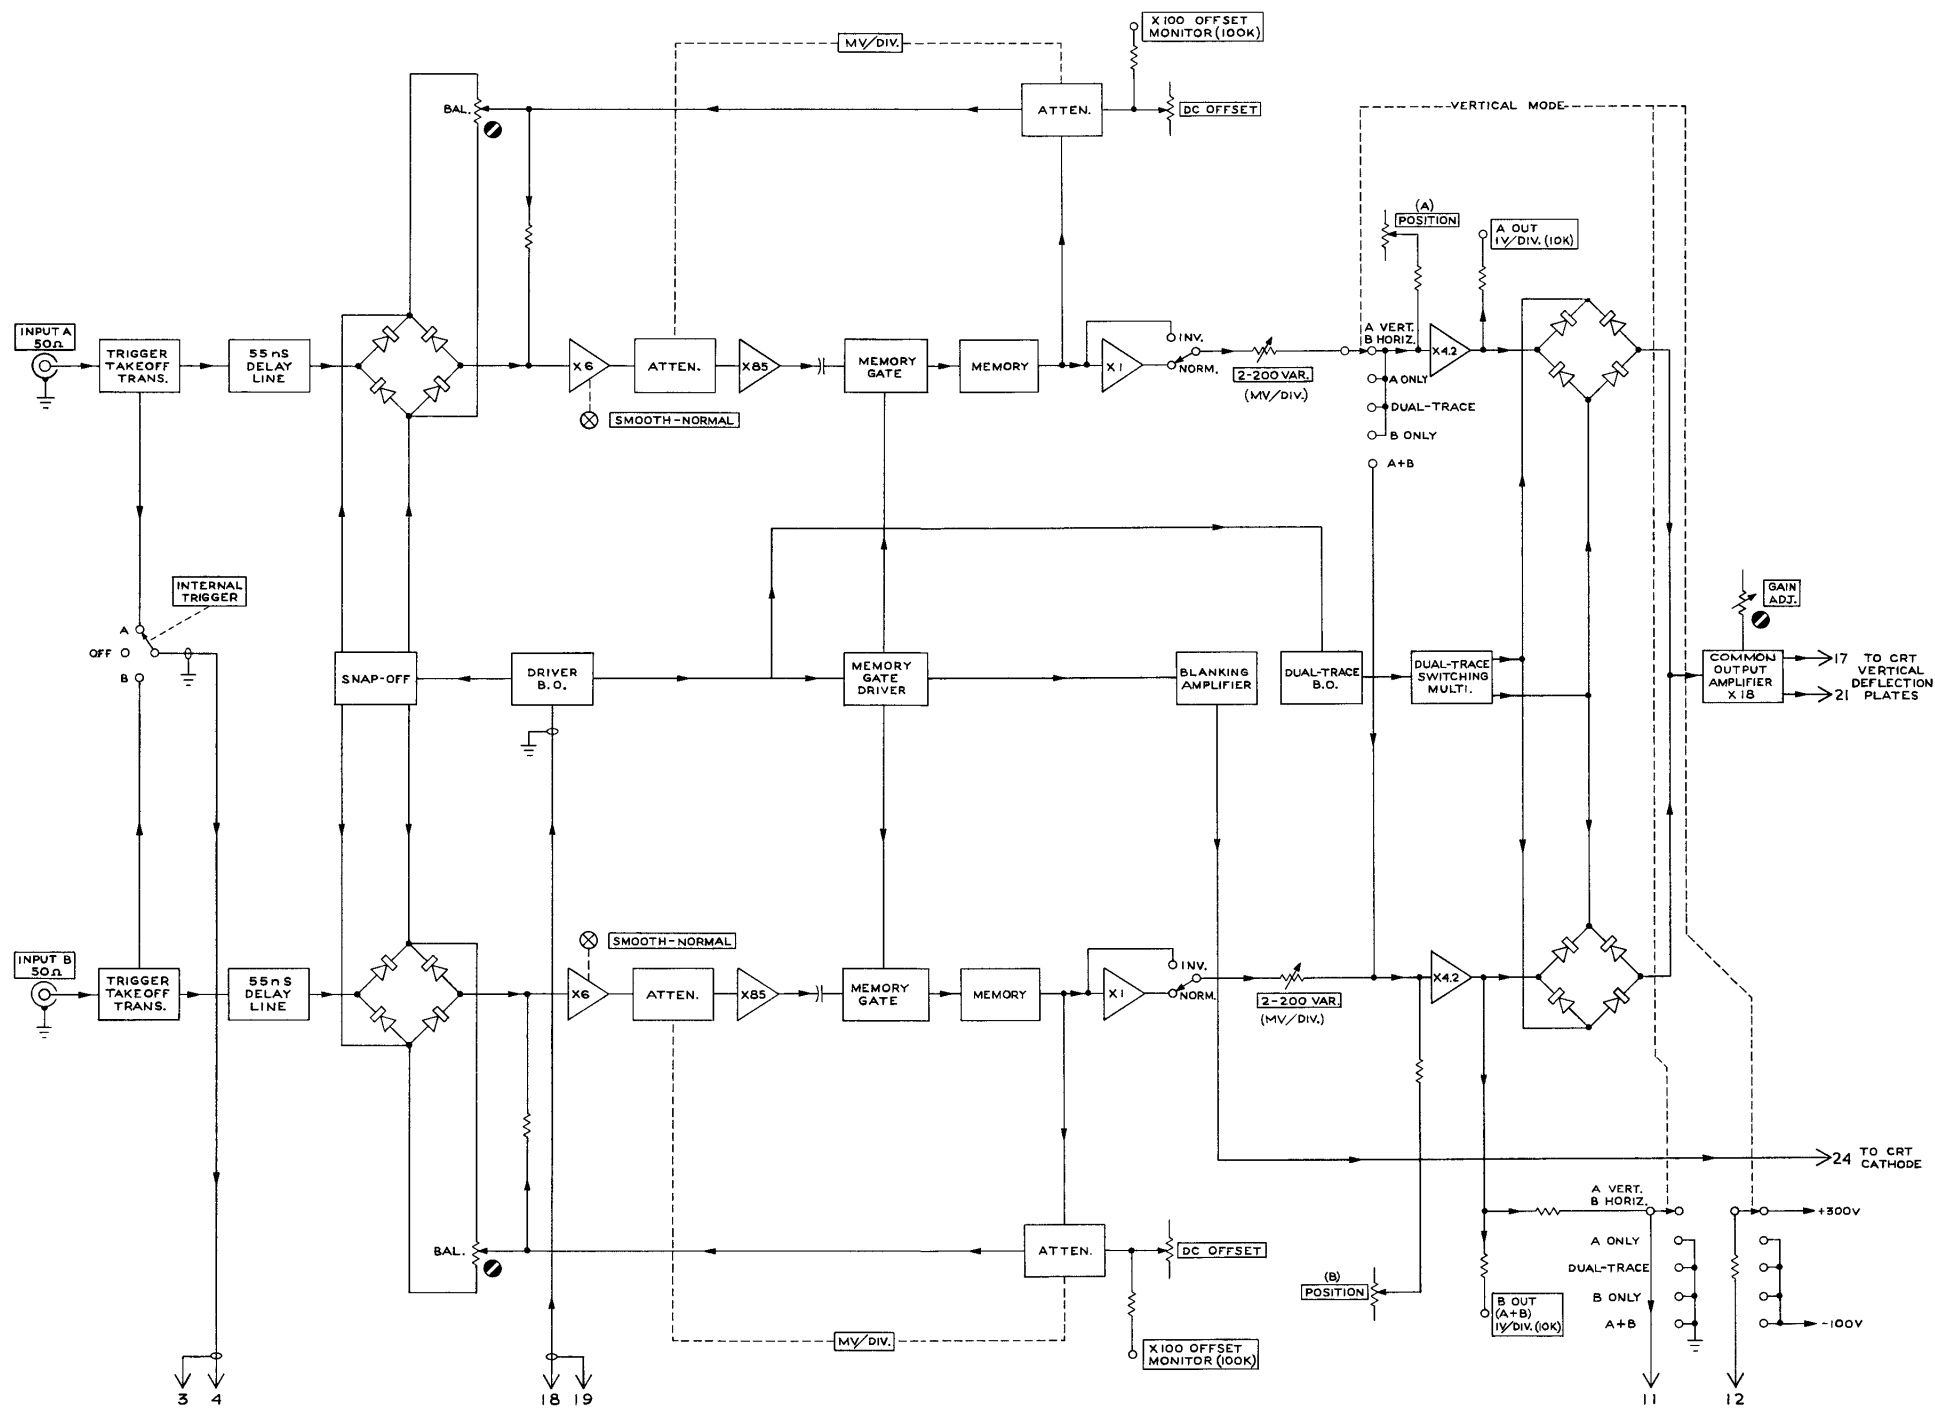 X100 OFFSET
MONITOR (100K)
MV/DIV.
BAL.
ATTEN.
DC OFFSET
VERTICAL MODE
(A)
POSITION
A OUT
1V/DIV. (10K)
INPUT A
50Ω
TRIGGER
TAKEOFF
TRANS.
55nS
DELAY
LINE
X6
ATTEN.
X85
MEMORY
GATE
MEMORY
X1
INV.
NORM.
2-200 VAR.
(MV/DIV.)
A VERT.
B HORIZ.
A ONLY
DUAL-TRACE
B ONLY
A+B
X4.2
SMOOTH-NORMAL
INTERNAL
TRIGGER
A
OFF
B
SNAP-OFF
DRIVER
B.O.
MEMORY
GATE
DRIVER
BLANKING
AMPLIFIER
DUAL-TRACE
B.O.
DUAL-TRACE
SWITCHING
MULTI.
GAIN
ADJ.
COMMON
OUTPUT
AMPLIFIER
X18
17
21
TO CRT
VERTICAL
DEFLECTION
PLATES
INPUT B
50Ω
TRIGGER
TAKEOFF
TRANS.
55nS
DELAY
LINE
X6
SMOOTH-NORMAL
ATTEN.
X85
MEMORY
GATE
MEMORY
X1
INV.
NORM.
2-200 VAR.
(MV/DIV.)
X4.2
24
TO CRT
CATHODE
BAL.
ATTEN.
DC OFFSET
MV/DIV.
X100 OFFSET
MONITOR (100K)
(B)
POSITION
B OUT
(A+B)
1V/DIV. (10K)
A VERT.
B HORIZ.
A ONLY
DUAL-TRACE
B ONLY
A+B
+300V
-100V
3
4
18
19
11
12